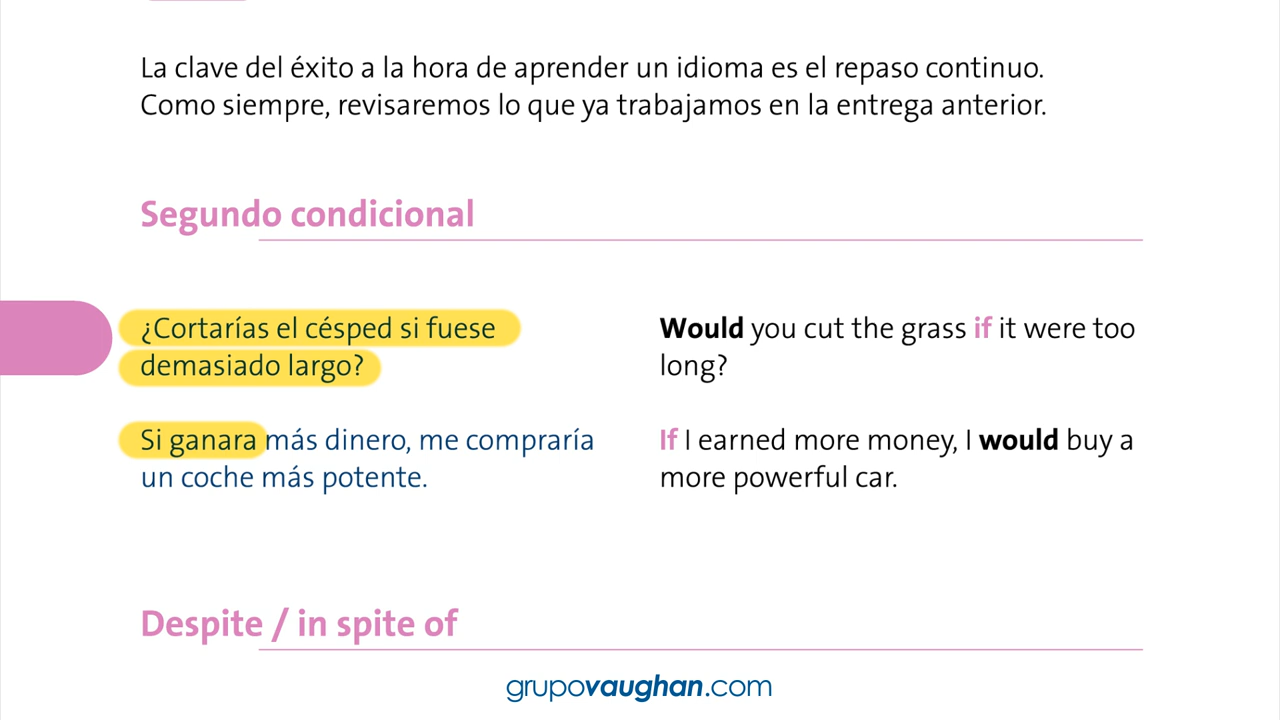 La clave del éxito a la hora de aprender un idioma es el repaso continuo.
Como siempre, revisaremos lo que ya trabajamos en la entrega anterior.
Segundo condicional
¿Cortarías el césped si fuese
demasiado largo?
Would you cut the grass if it were too
long?
Si ganara más dinero, me compraría
un coche más potente.
If I earned more money, I would buy a
more powerful car.
Despite / in spite of
grupovaughan.com